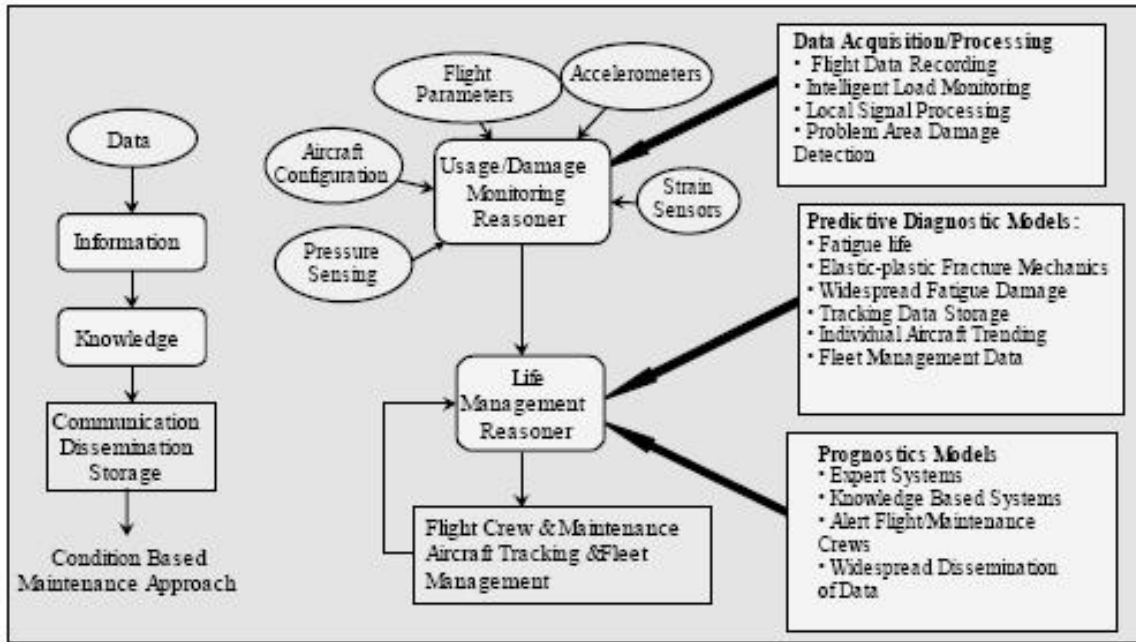 Data
Information
Knowledge
Communication
Dissemination
Storage
Condition Based
Maintenance Approach
Flight
Parameters
Accelerometers
Aircraft
Configuration
Usage/Damage
Monitoring
Reasoner
Strain
Sensors
Pressure
Sensing
Life
Management
Reasoner
Flight Crew & Maintenance
Aircraft Tracking &Fleet
Management
Data Acquisition/Processing
• Flight Data Recording
• Intelligent Load Monitoring
• Local Signal Processing
• Problem Area Damage
Detection
Predictive Diagnostic Models :
• Fatigue life
• Elastic-plastic Fracture Mechanics
• Widespread Fatigue Damage
• Tracking Data Storage
• Individual Aircraft Trending
• Fleet Management Data
Prognostics Models
• Expert Systems
• Knowledge Based Systems
• Alert Flight/Maintenance
Crews
• Widespread Dissemination
of Data